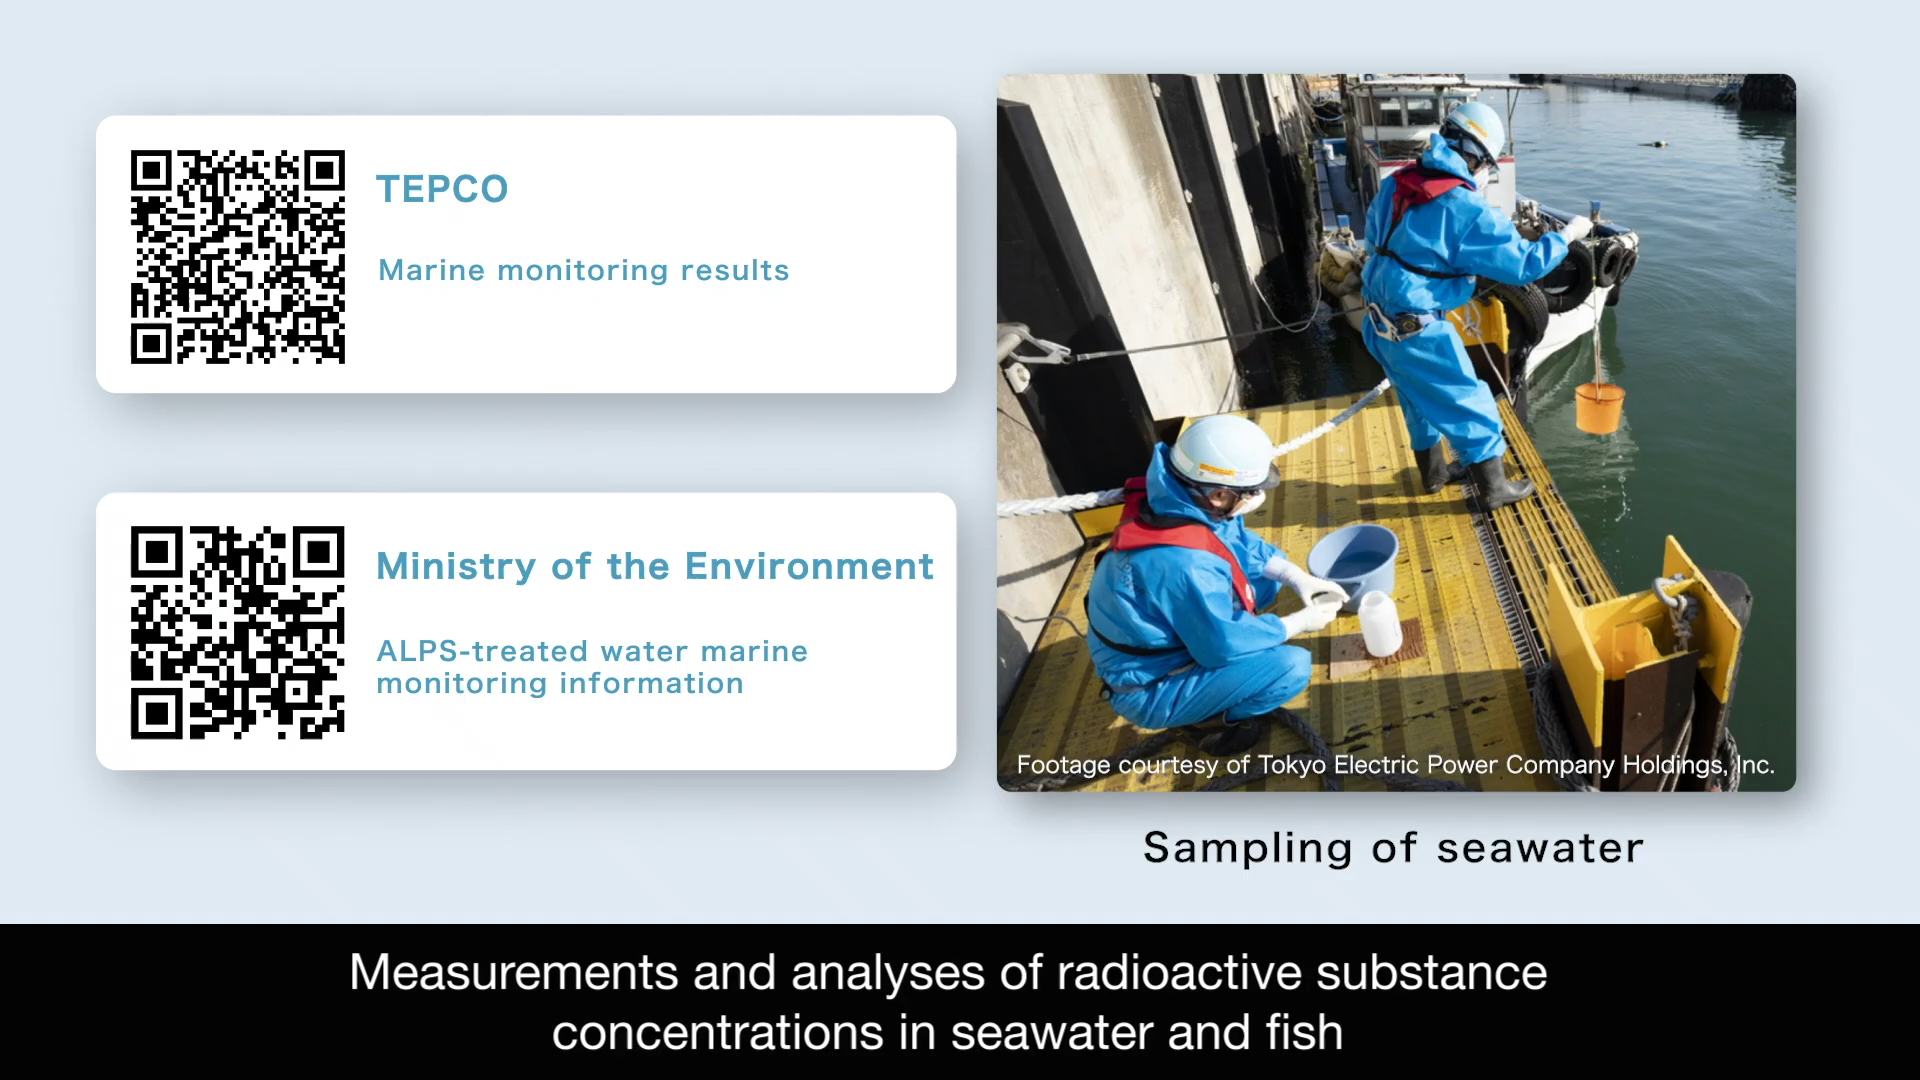 TEPCO
Marine monitoring results
Ministry of the Environment
ALPS-treated water marine
monitoring information
Footage courtesy of Tokyo Electric Power Company Holdings, Inc.
Sampling of seawater
Measurements and analyses of radioactive substance
concentrations in seawater and fish